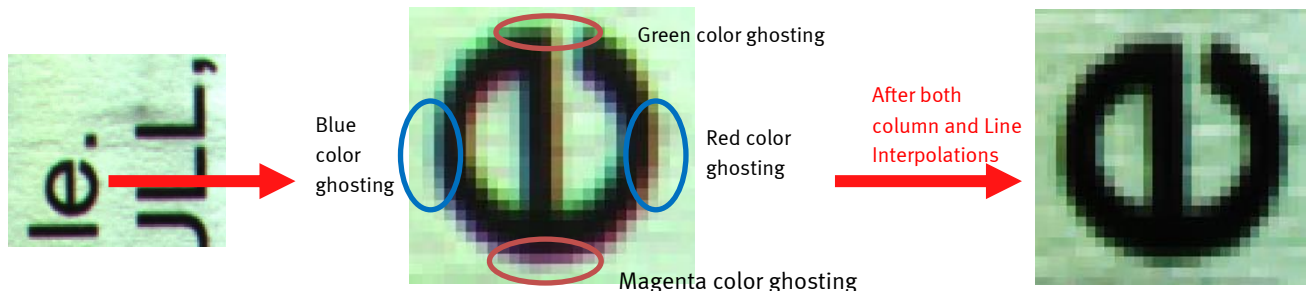 le.
JLL,
Green color ghosting
Blue
color
ghosting
e
Red color
ghosting
Magenta color ghosting
After both
column and Line
Interpolations
e